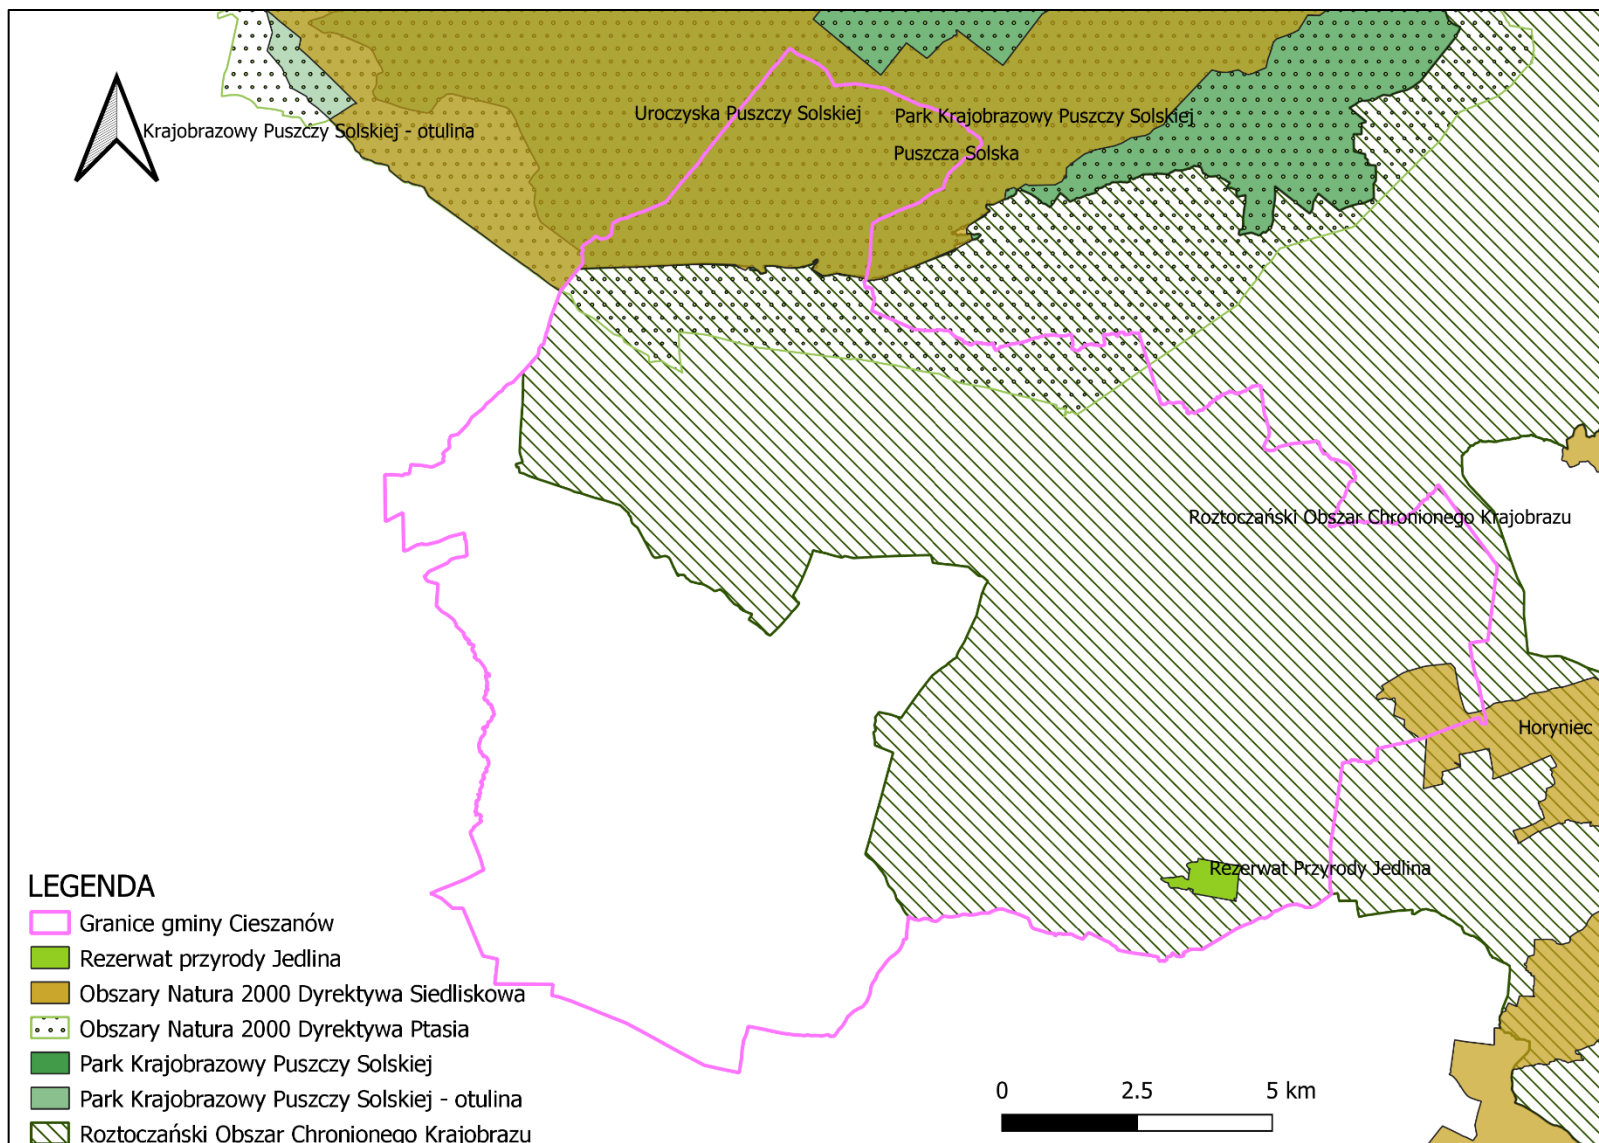 Uroczyska Puszczy Solskiej
Park Krajobrazowy Puszczy Solskiej
Krajobrazowy Puszczy Solskiej - otulina
Puszcza Solska
Roztoczański Obszar Chronionego Krajobrazu
Horyniec
Rezerwat Przyrody Jedlina
LEGENDA
Granice gminy Cieszanów
Rezerwat przyrody Jedlina
Obszary Natura 2000 Dyrektywa Siedliskowa
Obszary Natura 2000 Dyrektywa Ptasia
Park Krajobrazowy Puszczy Solskiej
Park Krajobrazowy Puszczy Solskiej - otulina
Roztoczański Obszar Chronionego Krajobrazu
0 2.5 5 km